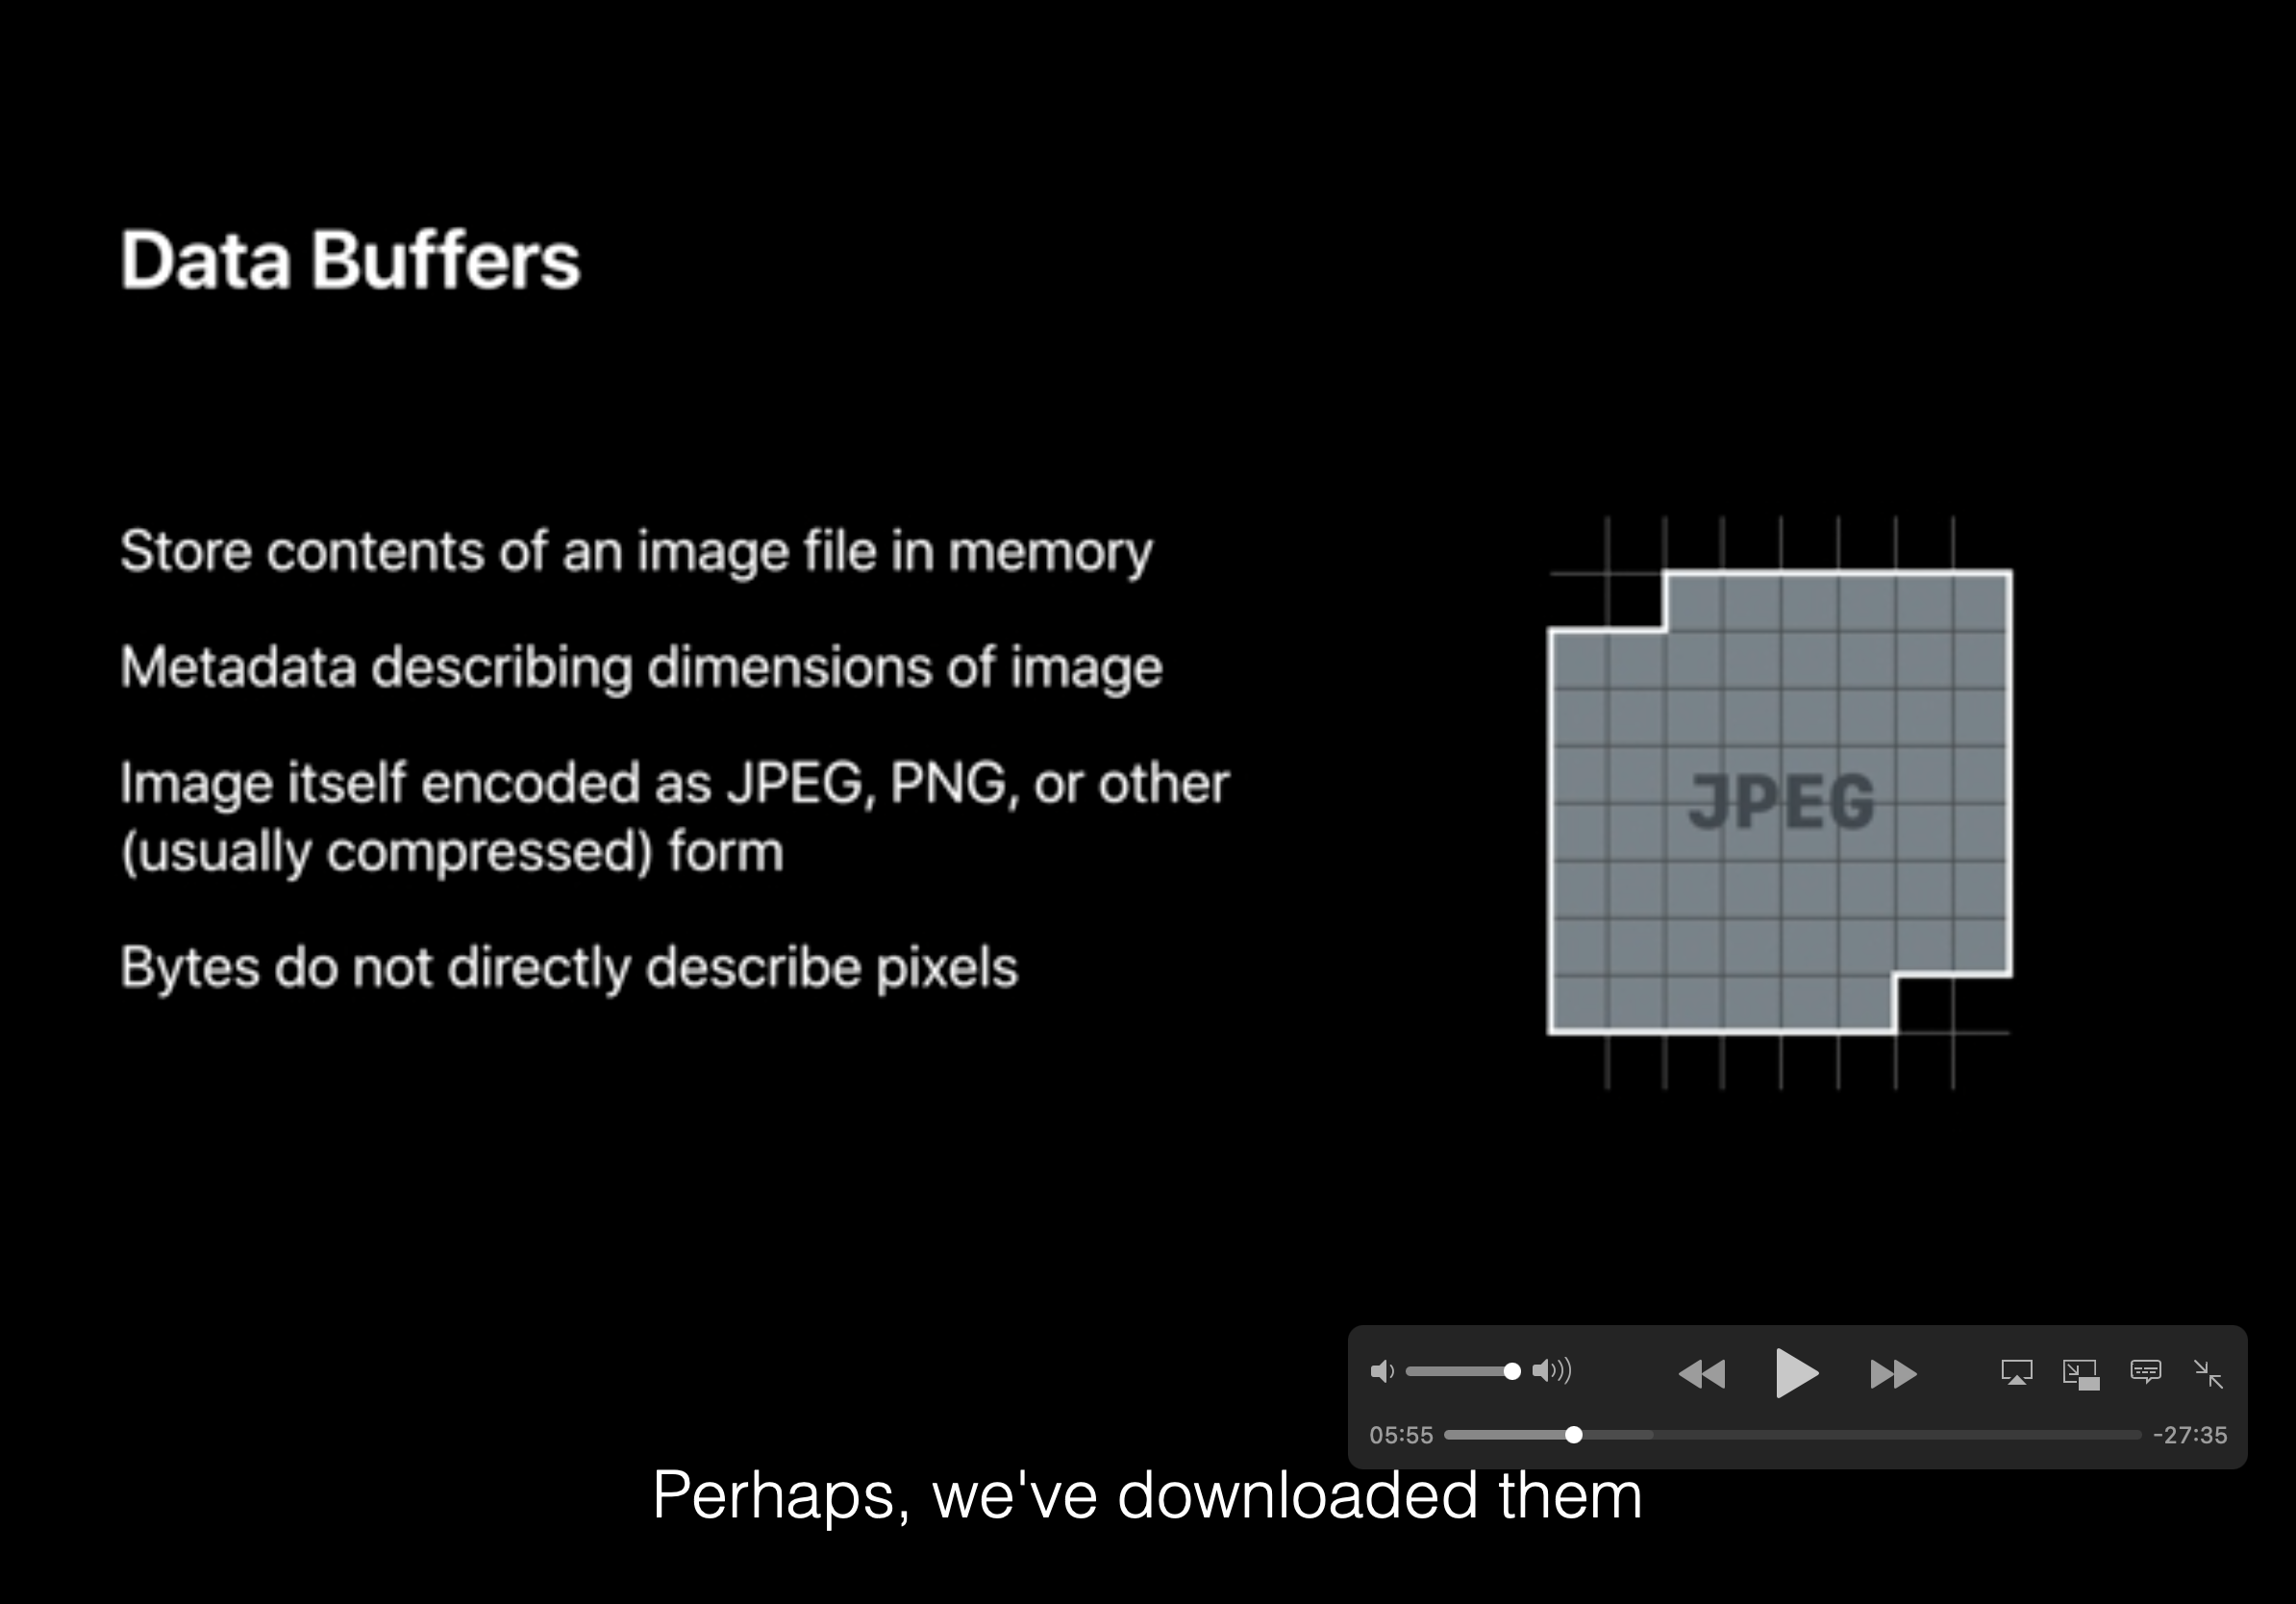 Data Buffers
Store contents of an image file in memory
Metadata describing dimensions of image
Image itself encoded as JPEG, PNG, or other
(usually compressed) form
Bytes do not directly describe pixels
JPEG
05:55
-27:35
Perhaps, we've downloaded them